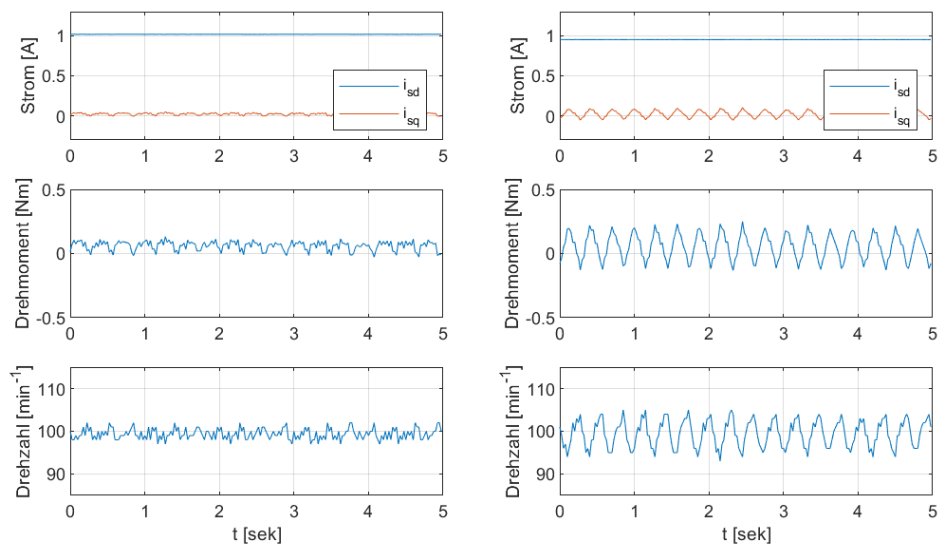 Strom [A]
1
0.5
0
i_sd
i_sq
0 1 2 3 4 5
Strom [A]
1
0.5
0
i_sd
i_sq
0 1 2 3 4 5
Drehmoment [Nm]
0.5
0
-0.5
0 1 2 3 4 5
Drehmoment [Nm]
0.5
0
-0.5
0 1 2 3 4 5
Drehzahl [min⁻¹]
110
100
90
0 1 2 3 4 5
t [sek]
Drehzahl [min⁻¹]
110
100
90
0 1 2 3 4 5
t [sek]